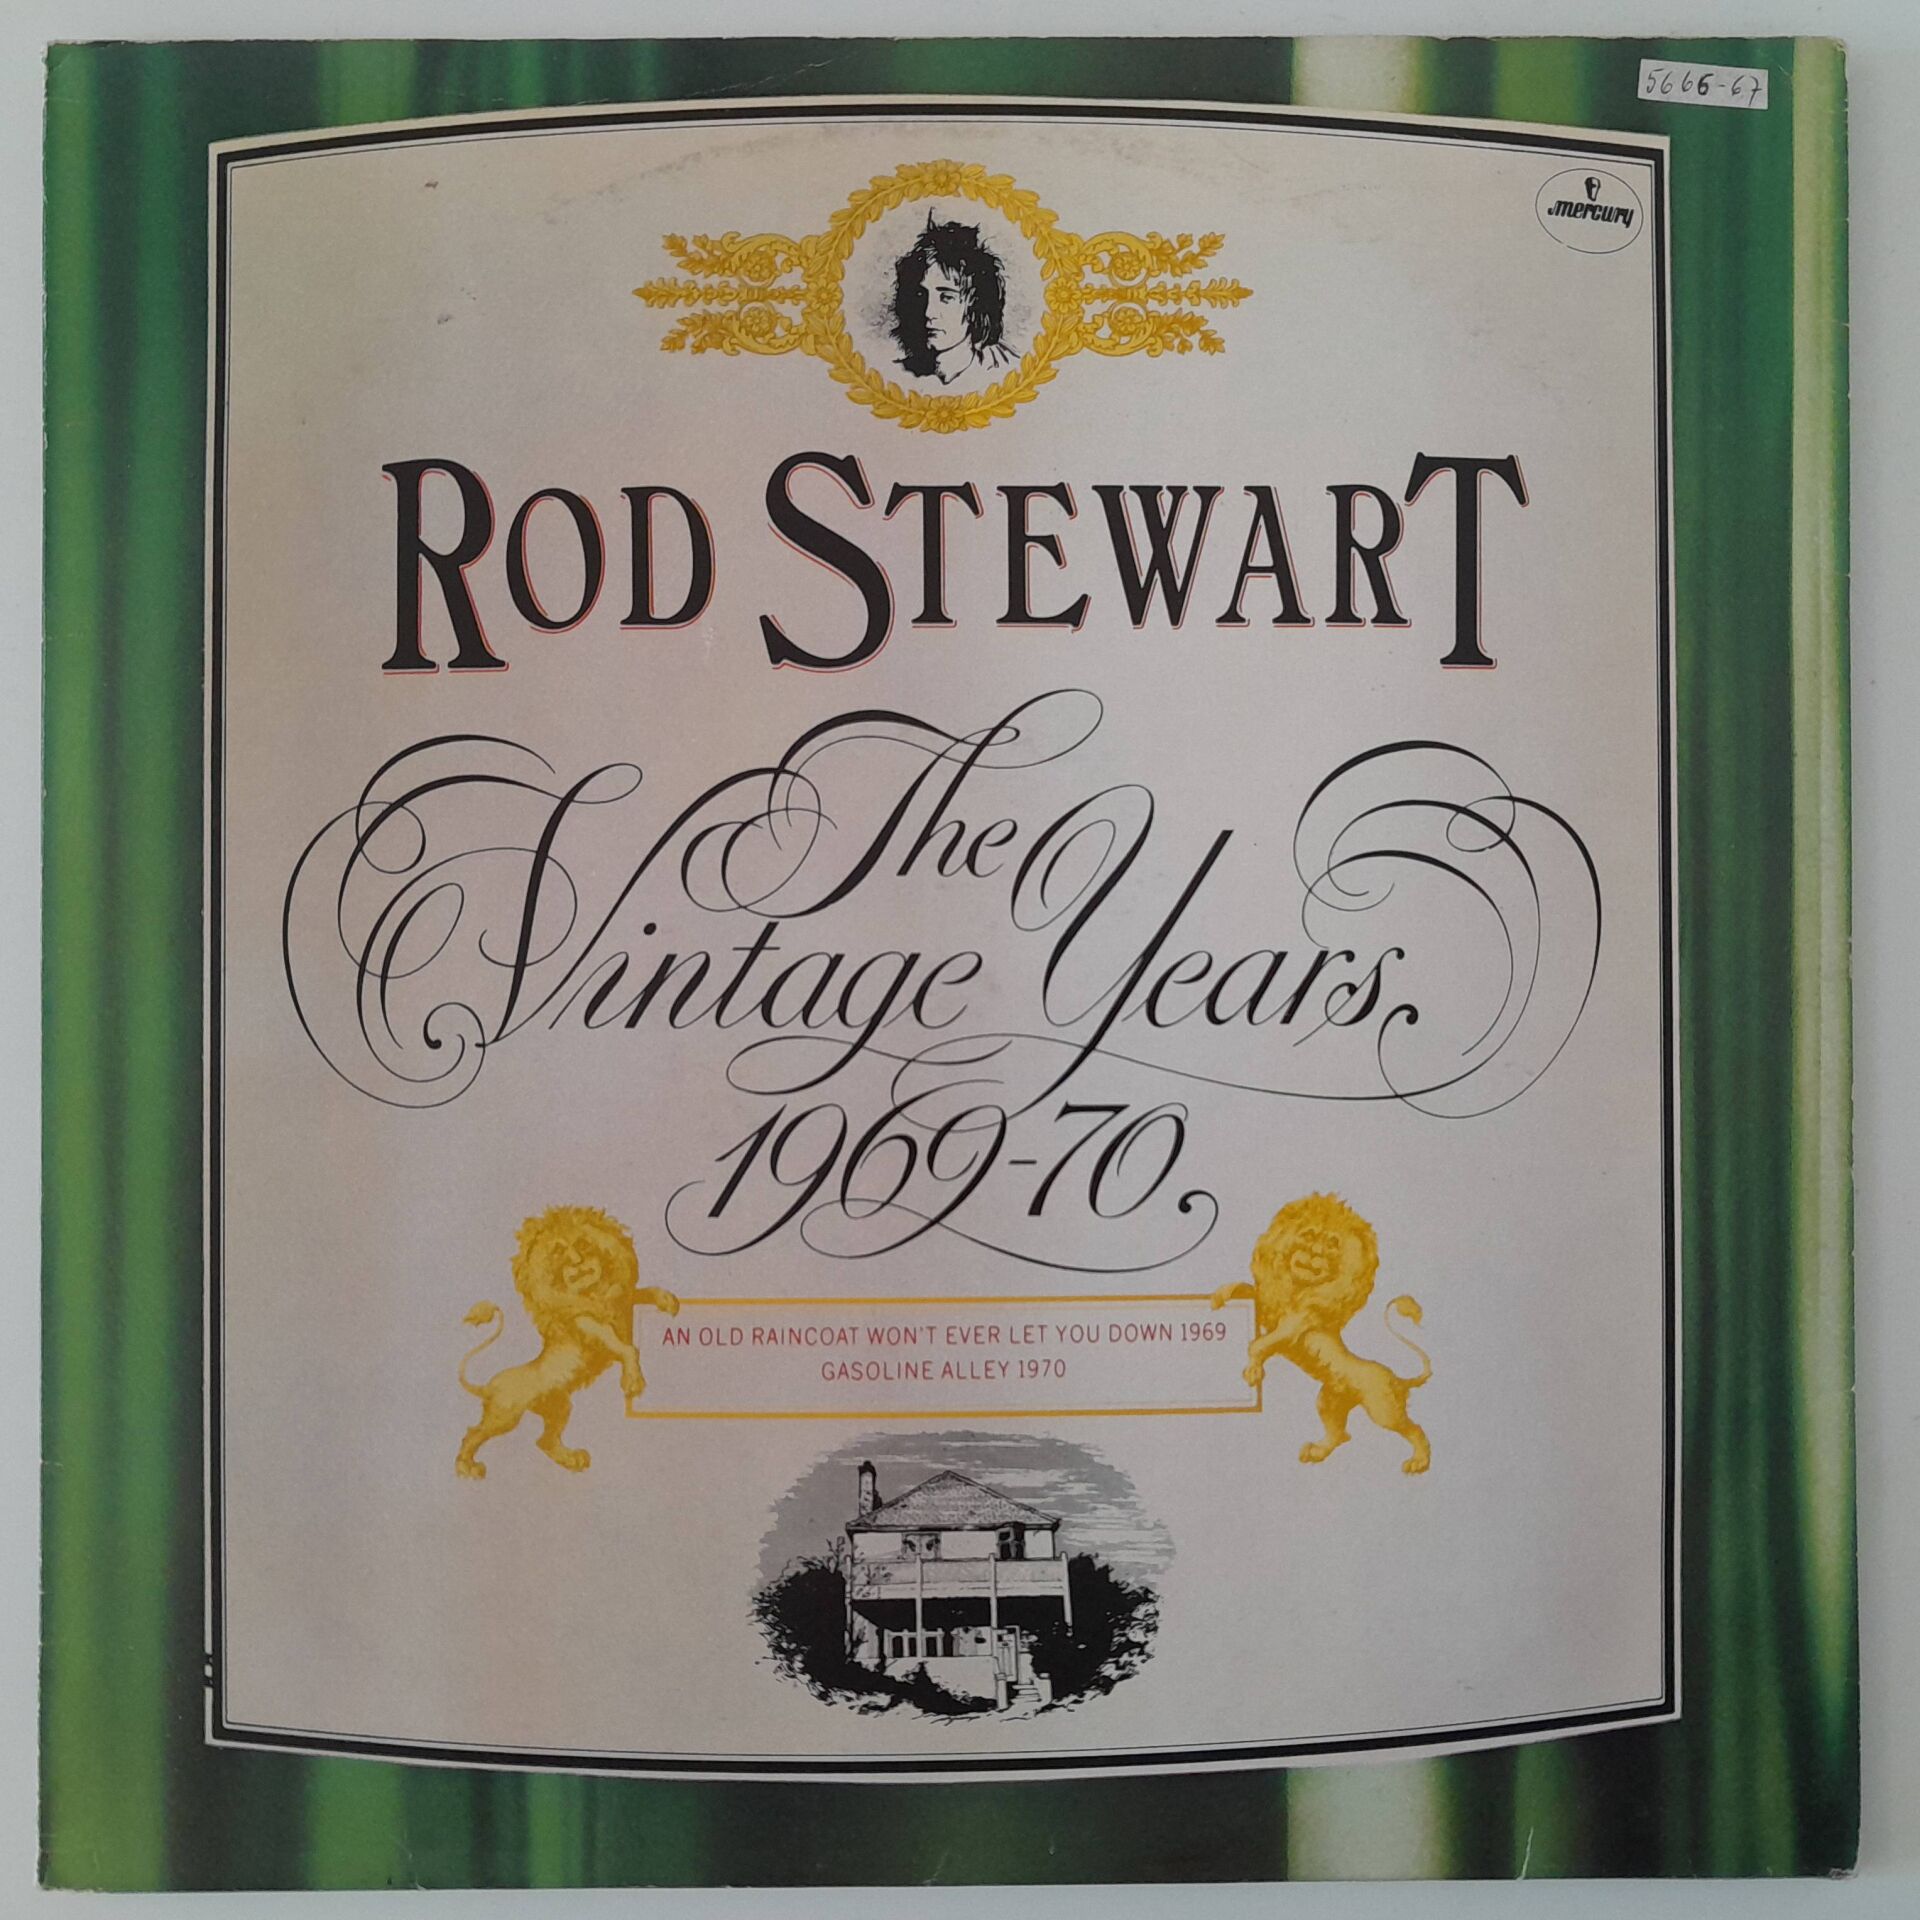 5666-67
mercury
ROD STEWART
The
Vintage Years
1969-70
AN OLD RAINCOAT WON'T EVER LET YOU DOWN 1969
GASOLINE ALLEY 1970